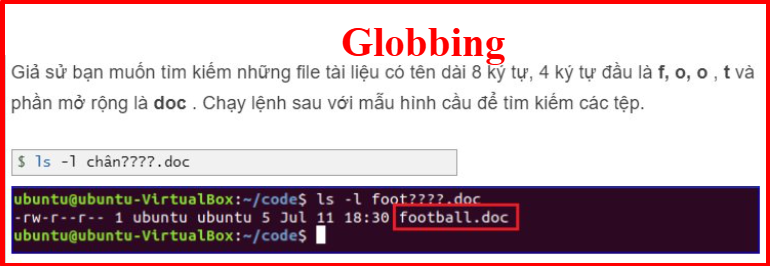 Globbing
Giả sử bạn muốn tìm kiếm những file tài liệu có tên dài 8 ký tự, 4 ký tự đầu là f, o, o , t và
phần mở rộng là doc . Chạy lệnh sau với mẫu hình cầu để tìm kiếm các tệp.
$ ls -l chân????.doc
ubuntu@ubuntu-VirtualBox:~/code$ ls -l foot????.doc
-rw-r--r-- 1 ubuntu ubuntu 5 Jul 11 18:30 football.doc
ubuntu@ubuntu-VirtualBox:~/code$